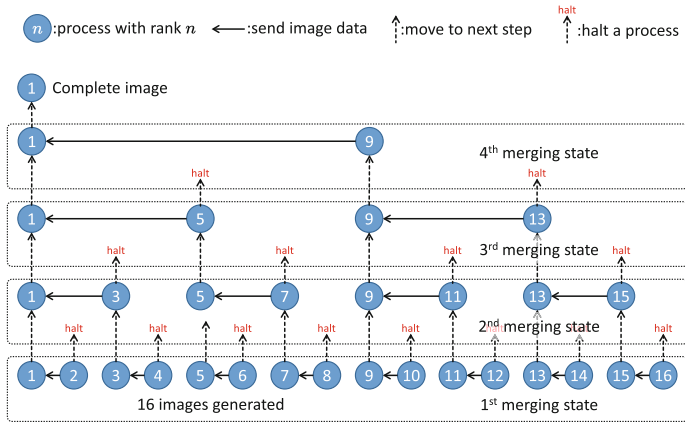 n :process with rank n :send image data :move to next step halt :halt a process
1 Complete image
1 9
4th merging state
halt halt
1 5 9 13
3rd merging state
halt halt halt halt
1 3 5 7 9 11 13 15
2nd merging state
halt halt halt halt halt halt halt halt
1 2 3 4 5 6 7 8 9 10 11 12 13 14 15 16
16 images generated 1st merging state